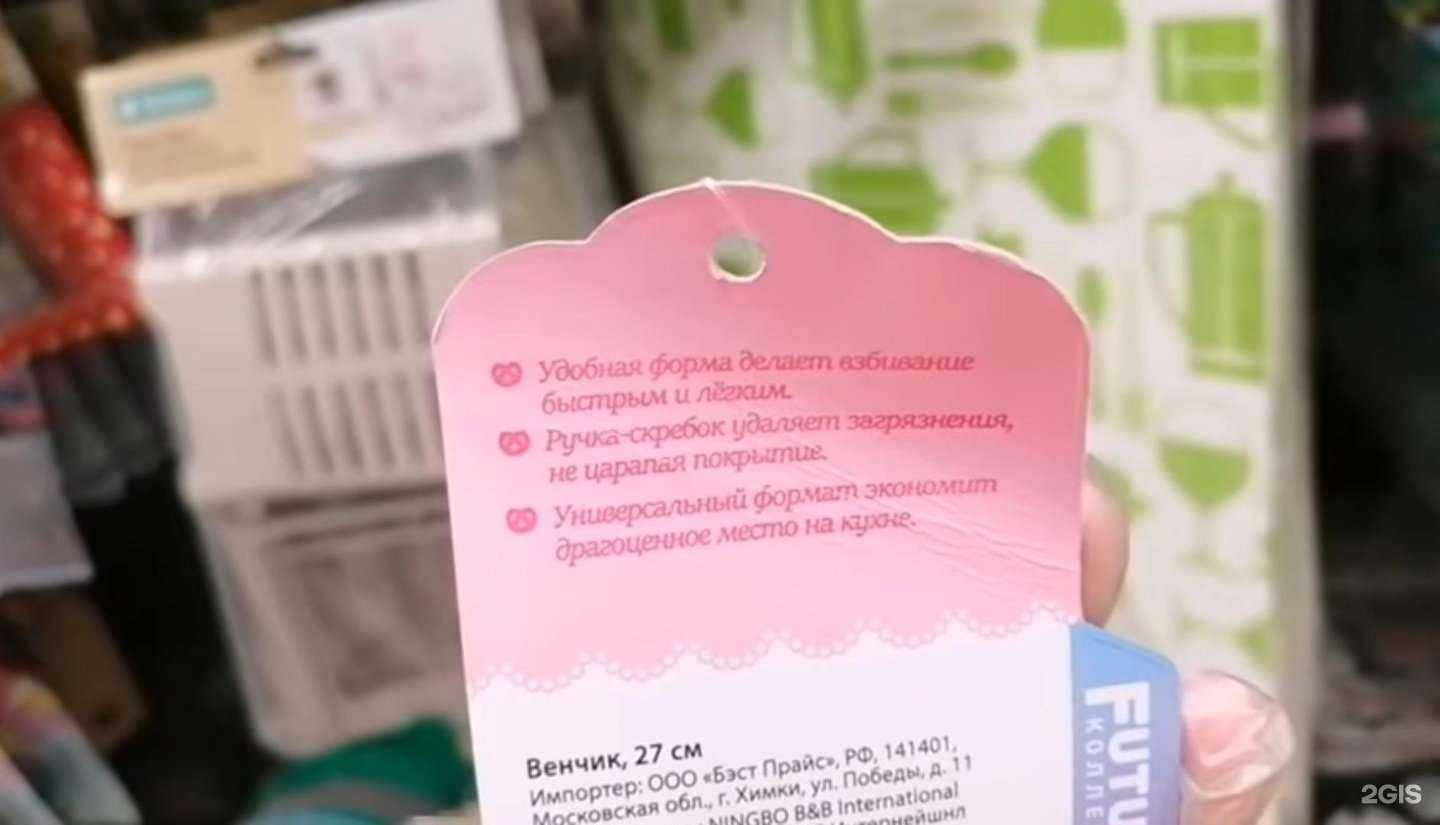 Удобная форма делает взбивание
быстрым и лёгким.
Ручка-скребок удаляет загрязнения,
не царапая покрытие.
Универсальный формат экономит
драгоценное место на кухне.
Венчик, 27 см
Импортер: ООО «Бэст Прайс», РФ, 141401,
Московская обл., г. Химки, ул. Победы, д. 11
NINGBO B&B International
Интернейшнл
FUTU
КОЛЛЕ
2GIS